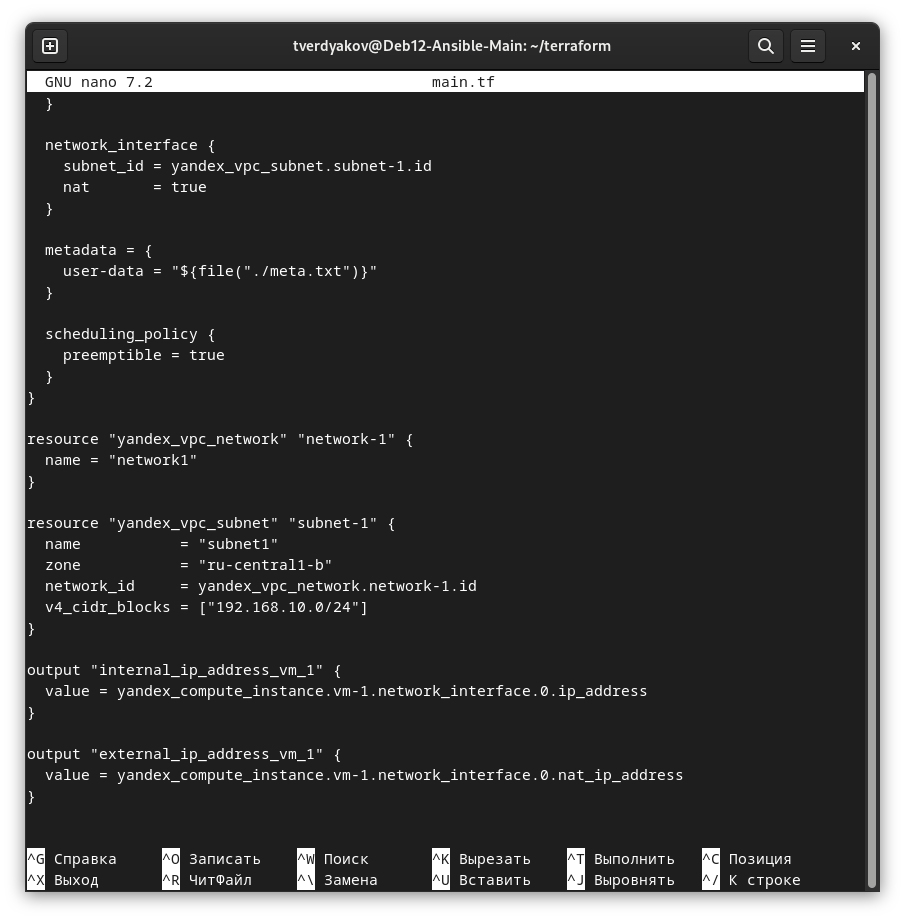 tverdyakov@Deb12-Ansible-Main: ~/terraform
GNU nano 7.2 main.tf
  }

  network_interface {
    subnet_id = yandex_vpc_subnet.subnet-1.id
    nat       = true
  }

  metadata = {
    user-data = "${file("./meta.txt")}"
  }

  scheduling_policy {
    preemptible = true
  }
}

resource "yandex_vpc_network" "network-1" {
  name = "network1"
}

resource "yandex_vpc_subnet" "subnet-1" {
  name           = "subnet1"
  zone           = "ru-central1-b"
  network_id     = yandex_vpc_network.network-1.id
  v4_cidr_blocks = ["192.168.10.0/24"]
}

output "internal_ip_address_vm_1" {
  value = yandex_compute_instance.vm-1.network_interface.0.ip_address
}

output "external_ip_address_vm_1" {
  value = yandex_compute_instance.vm-1.network_interface.0.nat_ip_address
}

^G Справка ^O Записать ^W Поиск ^K Вырезать ^T Выполнить ^C Позиция
^X Выход ^R ЧитФайл ^\ Замена ^U Вставить ^J Выровнять ^/ К строке